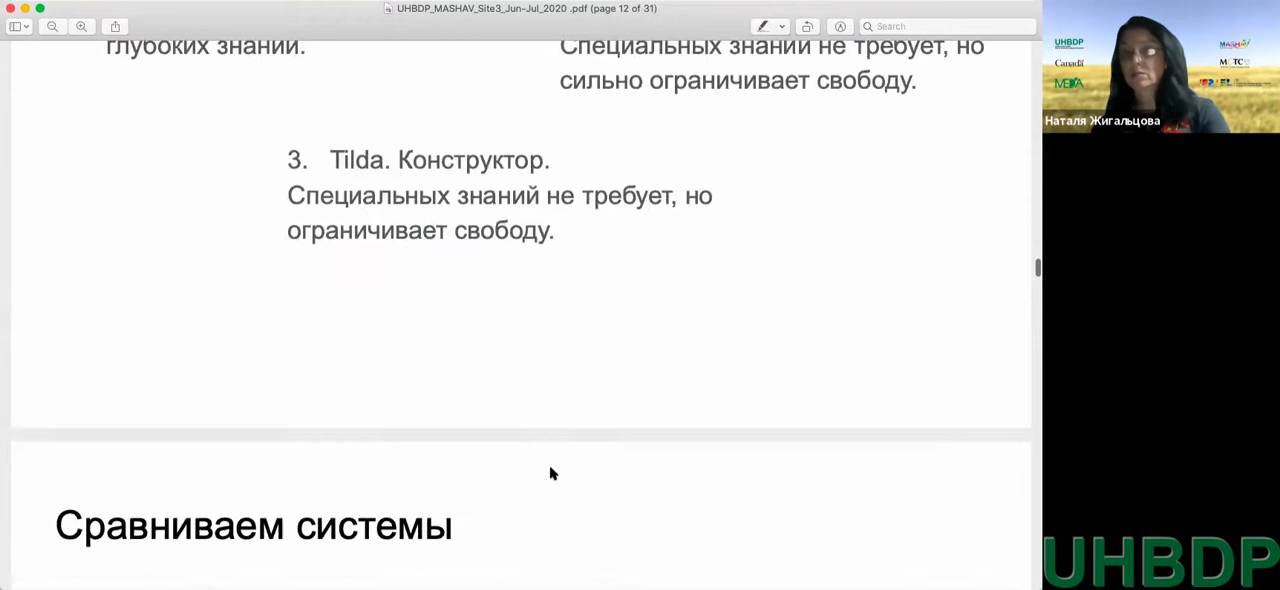 UHBDP_MASHAV_Site3_Jun-Jul_2020 .pdf (page 12 of 31)
Search
глубоких знаний.
Специальных знаний не требует, но
сильно ограничивает свободу.
3. Tilda. Конструктор.
Специальных знаний не требует, но
ограничивает свободу.
Сравниваем системы
UHBDP
Canada
MEDA
MASHAV
Наталя Жигальцова
UHBDP